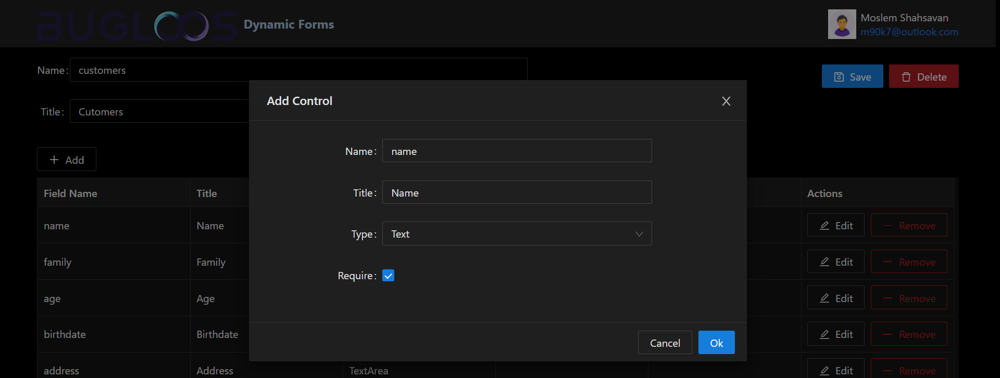 BUGLOOS Dynamic Forms
Moslem Shahsavan
m90k7@outlook.com
Name: customers
Save Delete
Title: Cutomers
Add Control
Name: name
Title: Name
Type: Text
Require:
Cancel Ok
Add
Field Name Title Actions
name Name Edit Remove
family Family Edit Remove
age Age Edit Remove
birthdate Birthdate Edit Remove
address Address TextArea Edit Remove